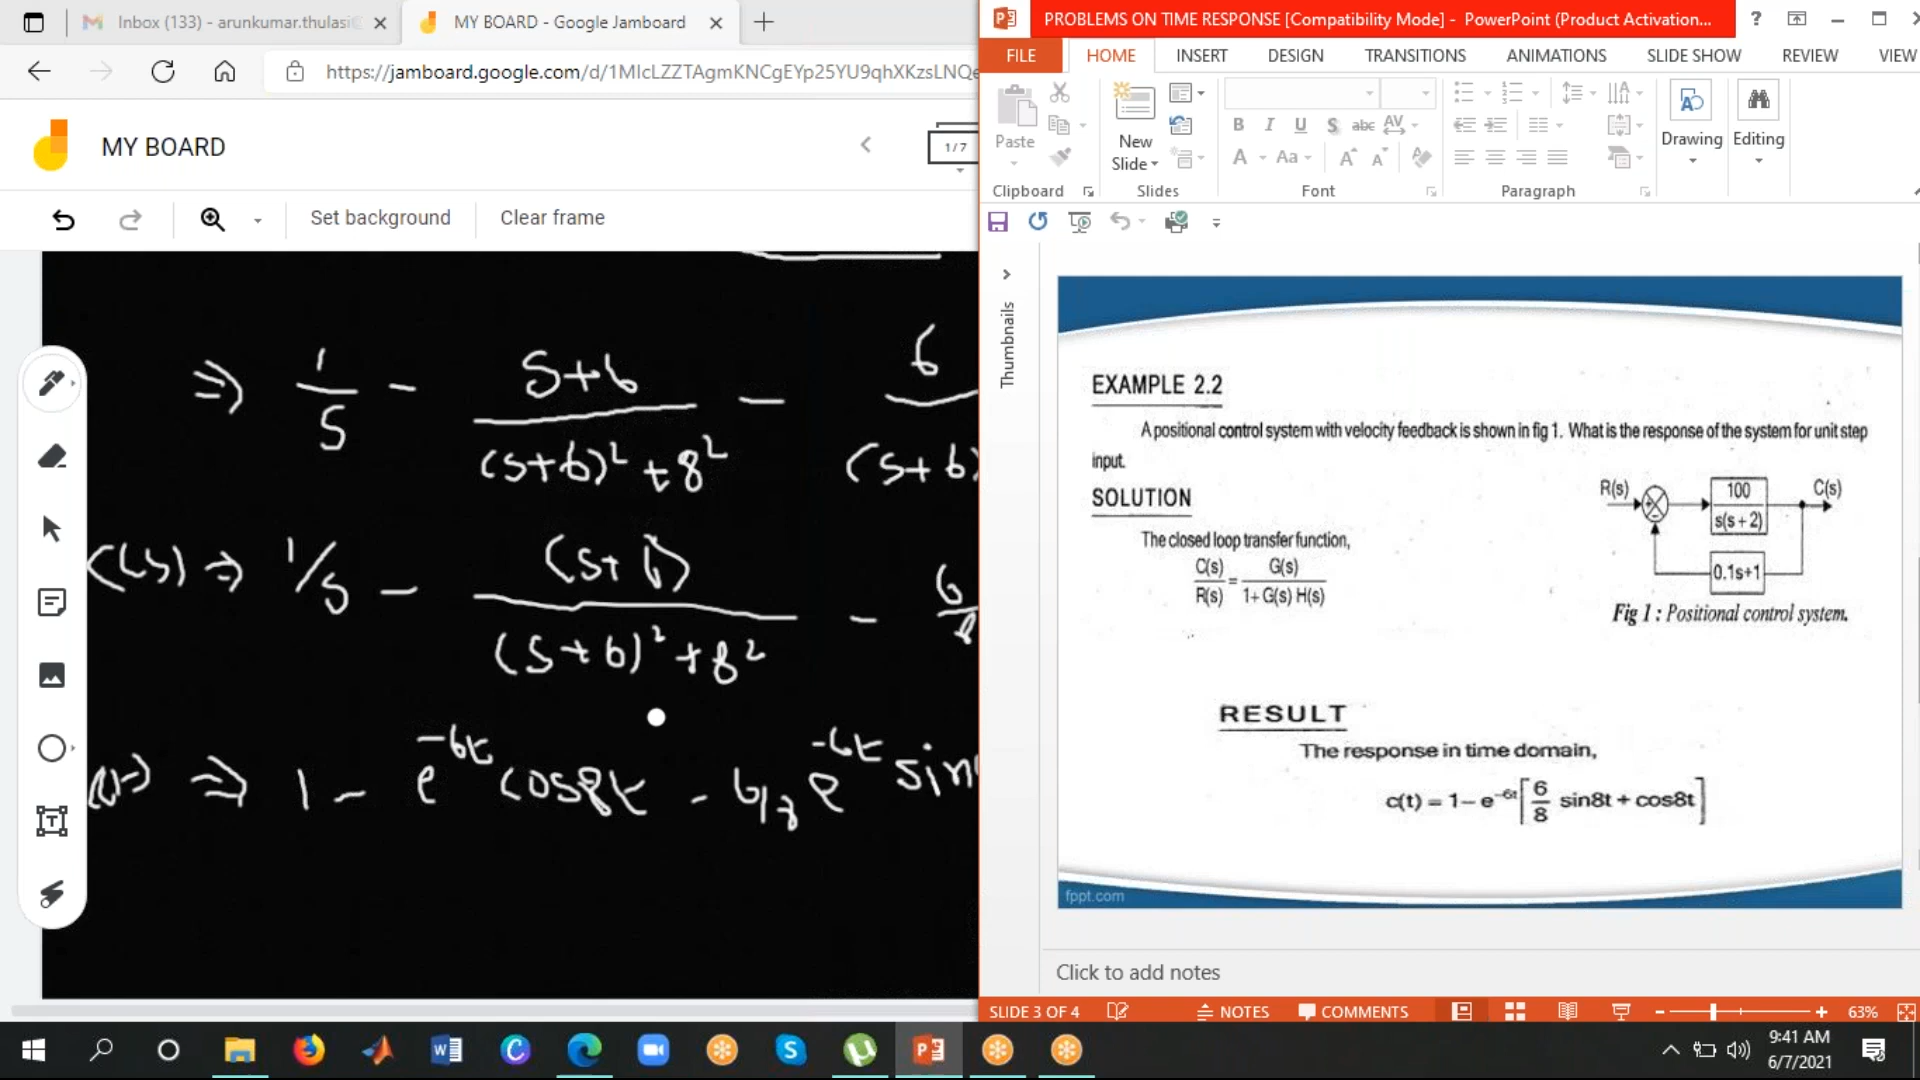 Inbox (133) - arunkumar.thulasi
MY BOARD - Google Jamboard
https://jamboard.google.com/d/1MIcLZZTAgmKNCgEYp25YU9qhXKzsLNQe
MY BOARD
1/7
Set background
Clear frame
⇒ 1/S - S+6/(S+6)² + 8² - 6/(S+6)
C(S) ⇒ 1/S - (S+6)/(S+6)² + 8² - 6/8
⇒ 1 - e^-6t cos8t - 6/8 e^-6t sin
PROBLEMS ON TIME RESPONSE [Compatibility Mode] - PowerPoint (Product Activation...
FILE HOME INSERT DESIGN TRANSITIONS ANIMATIONS SLIDE SHOW REVIEW VIEW
Paste
New Slide
Drawing
Editing
Clipboard
Slides
Font
Paragraph
Thumbnails
EXAMPLE 2.2
A positional control system with velocity feedback is shown in fig 1. What is the response of the system for unit step
input.
SOLUTION
The closed loop transfer function,
C(s)/R(s) = G(s)/1+ G(s) H(s)
R(s)
100
s(s + 2)
C(s)
0.1s+1
Fig 1 : Positional control system.
RESULT
The response in time domain,
c(t) = 1 – e^–6t [6/8 sin8t + cos8t]
fppt.com
Click to add notes
SLIDE 3 OF 4
NOTES
COMMENTS
63%
9:41 AM
6/7/2021